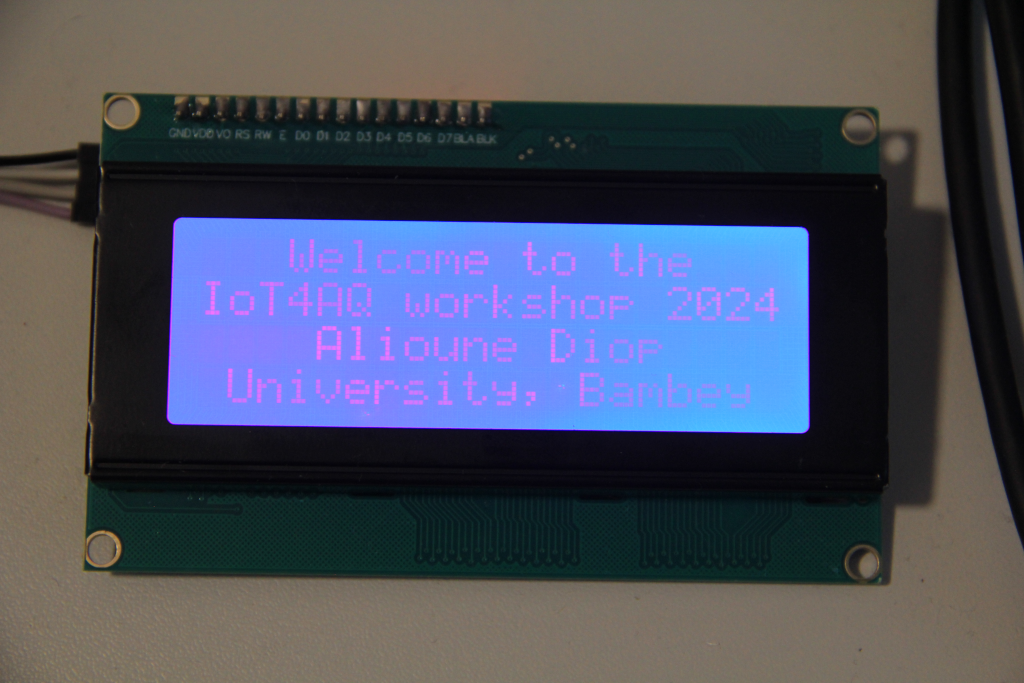 GND VDD VO RS RW E D0 D1 D2 D3 D4 D5 D6 D7 BLA BLK
Welcome to the
IoT4AQ workshop 2024
Alioune Diop
University, Bambey